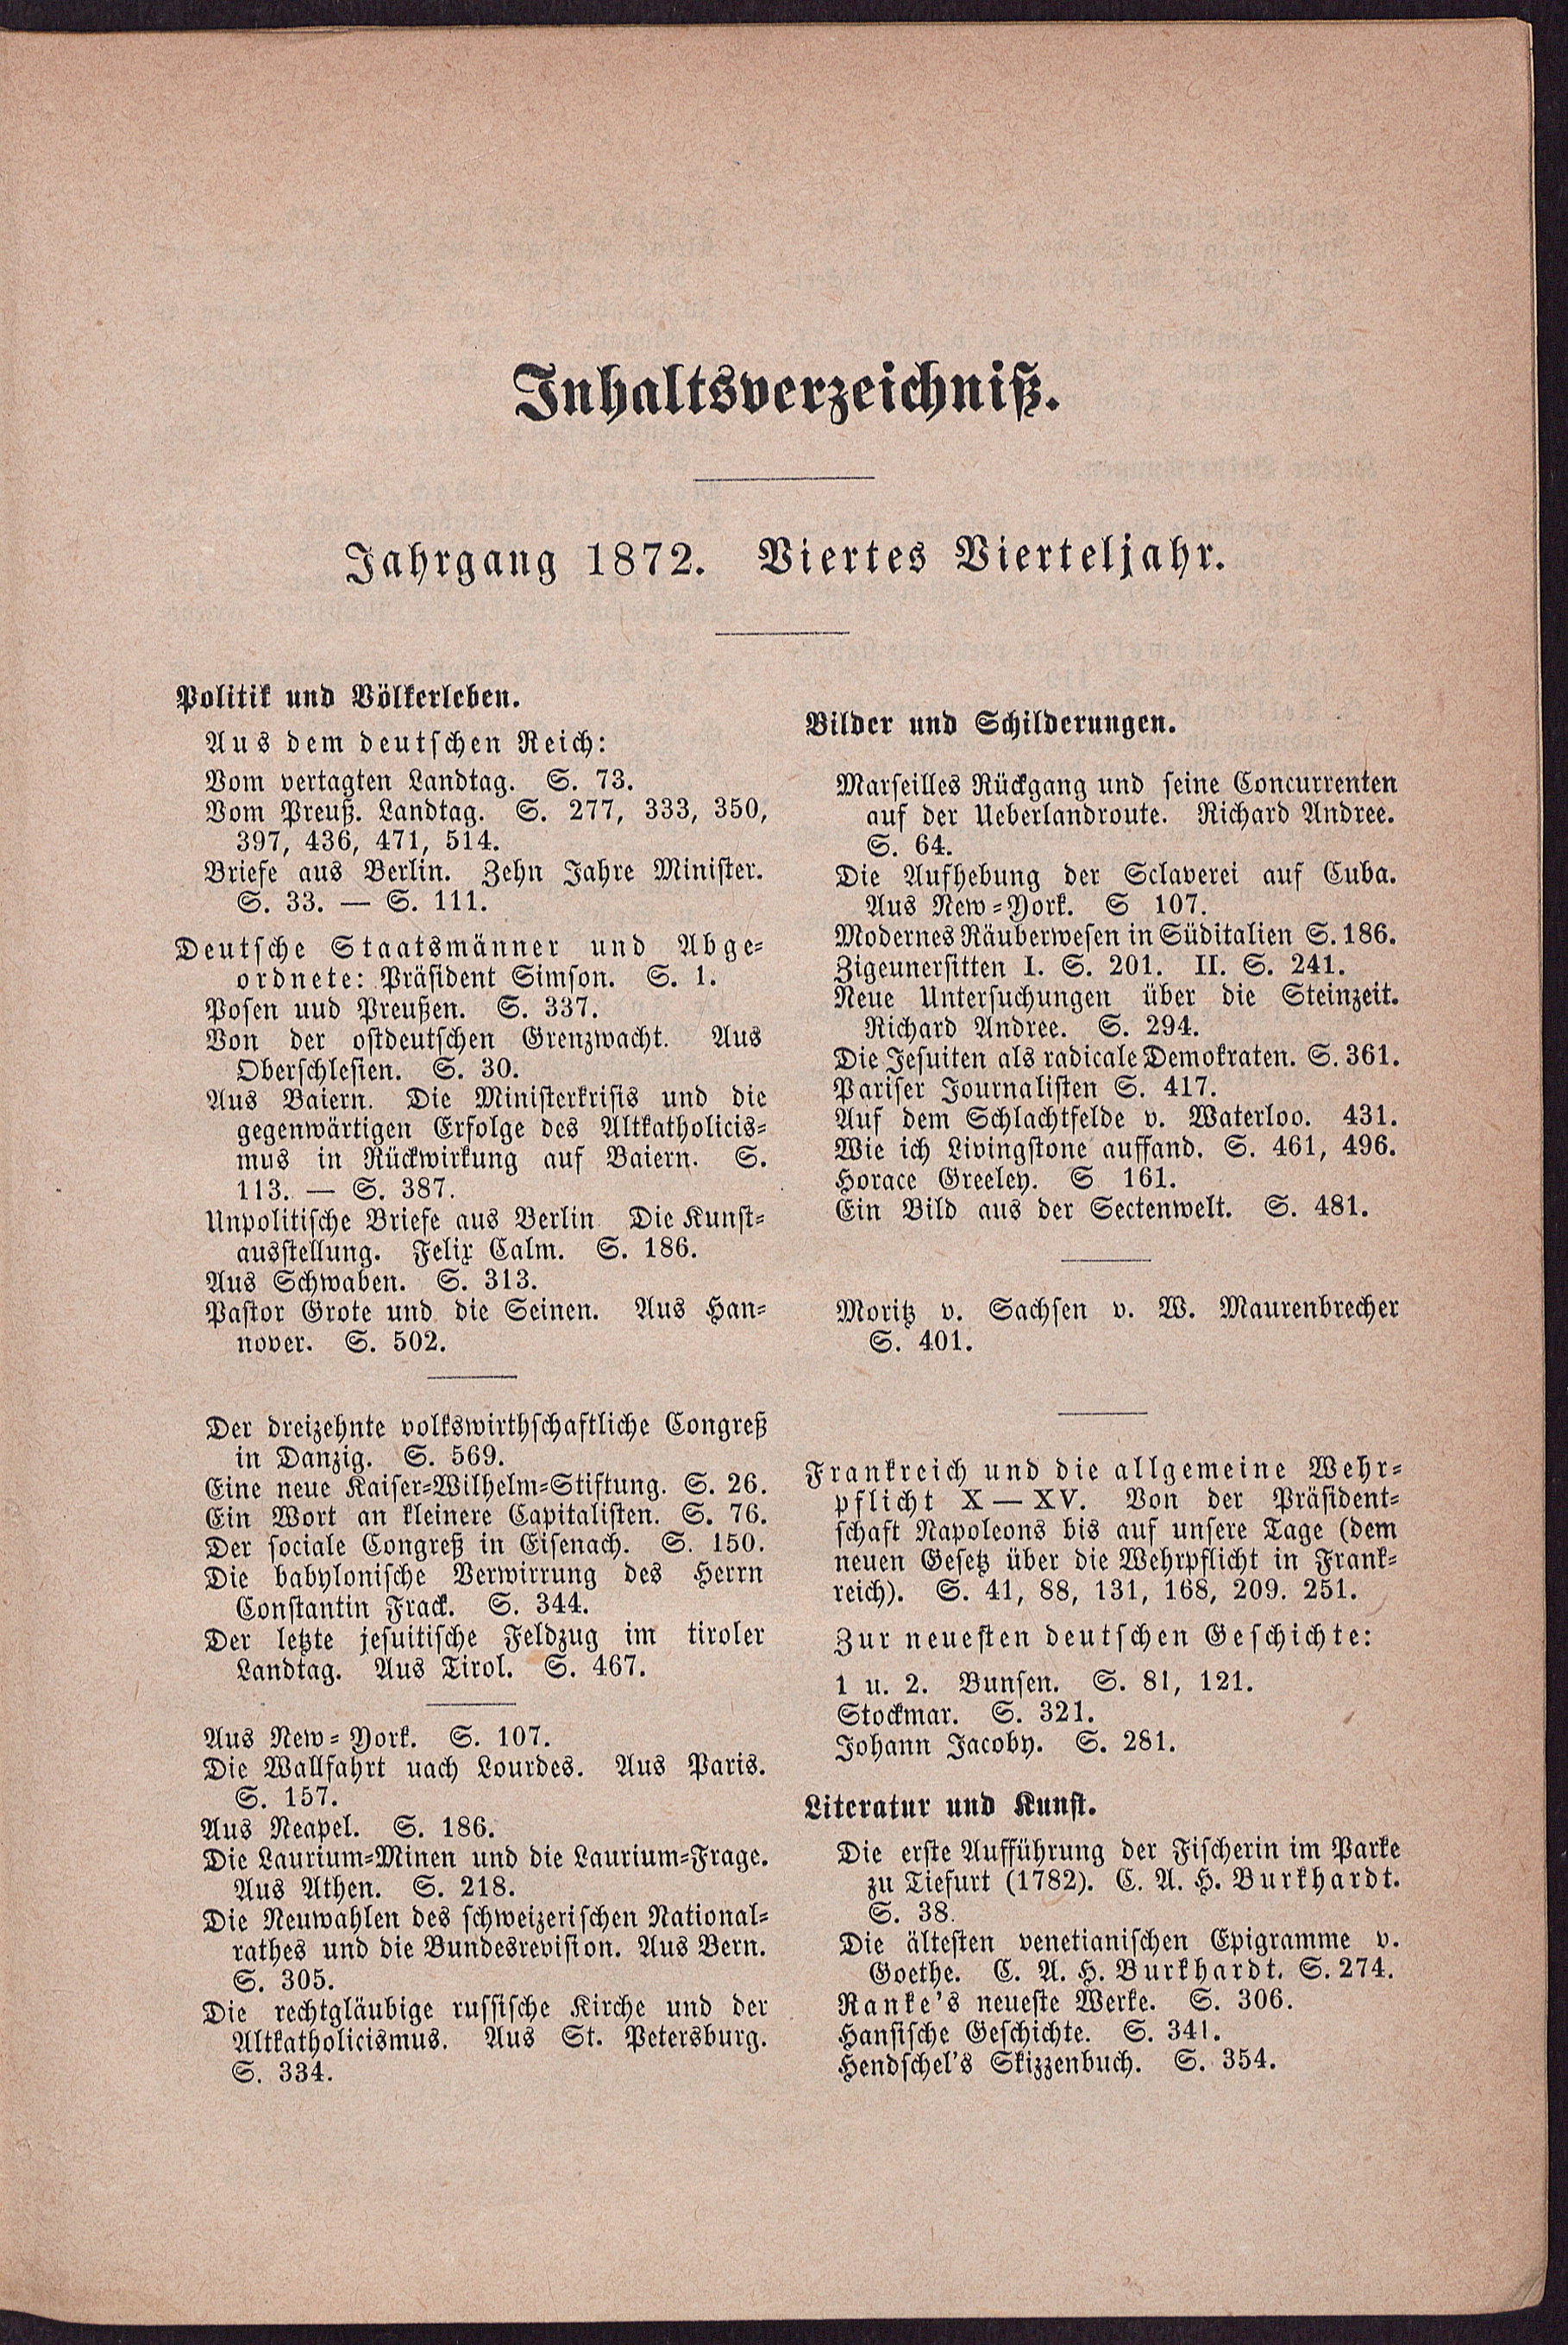 Inhaltsverzeichniß.
Jahrgang 1872. Viertes Vierteljahr.
Politik und Völkerleben.
Aus dem deutschen Reich:
Vom vertagten Landtag. S. 73.
Vom Preuß. Landtag. S. 277, 333, 350,
397, 436, 471, 514.
Briefe aus Berlin. Zehn Jahre Minister.
S. 33. — S. 111.
Deutsche Staatsmänner und Abge-
ordnete: Präsident Simson. S. 1.
Posen uud Preußen. S. 337.
Von der ostdeutschen Grenzwacht. Aus
Oberschlesien. S. 30.
Aus Baiern. Die Ministerkrisis und die
gegenwärtigen Erfolge des Altkatholicis-
mus in Rückwirkung auf Baiern. S.
113. — S. 387.
Unpolitische Briefe aus Berlin Die Kunst-
ausstellung. Felix Calm. S. 186.
Aus Schwaben. S. 313.
Pastor Grote und die Seinen. Aus Han-
nover. S. 502.
Der dreizehnte volkswirthschaftliche Congreß
in Danzig. S. 569.
Eine neue Kaiser-Wilhelm-Stiftung. S. 26.
Ein Wort an kleinere Capitalisten. S. 76.
Der sociale Congreß in Eisenach. S. 150.
Die babylonische Verwirrung des Herrn
Constantin Frack. S. 344.
Der letzte jesuitische Feldzug im tiroler
Landtag. Aus Tirol. S. 467.
Aus New-York. S. 107.
Die Wallfahrt uach Lourdes. Aus Paris.
S. 157.
Aus Neapel. S. 186.
Die Laurium-Minen und die Laurium-Frage.
Aus Athen. S. 218.
Die Neuwahlen des schweizerischen National-
rathes und die Bundesrevision. Aus Bern.
S. 305.
Die rechtgläubige russische Kirche und der
Altkatholicismus. Aus St. Petersburg.
S. 334.
Bilder und Schilderungen.
Marseilles Rückgang und seine Concurrenten
auf der Ueberlandroute. Richard Andree.
S. 64.
Die Aufhebung der Sclaverei auf Cuba.
Aus New-York. S 107.
Modernes Räuberwesen in Süditalien S. 186.
Zigeunersitten I. S. 201. II. S. 241.
Neue Untersuchungen über die Steinzeit.
Richard Andree. S. 294.
Die Jesuiten als radicale Demokraten. S. 361.
Pariser Journalisten S. 417.
Auf dem Schlachtfelde v. Waterloo. 431.
Wie ich Livingstone auffand. S. 461, 496.
Horace Greeley. S 161.
Ein Bild aus der Sectenwelt. S. 481.
Moritz v. Sachsen v. W. Maurenbrecher
S. 401.
Frankreich und die allgemeine Wehr-
pflicht X—XV. Von der Präsident-
schaft Napoleons bis auf unsere Tage (dem
neuen Gesetz über die Wehrpflicht in Frank-
reich). S. 41, 88, 131, 168, 209. 251.
Zur neuesten deutschen Geschichte:
1 u. 2. Bunsen. S. 81, 121.
Stockmar. S. 321.
Johann Jacoby. S. 281.
Literatur und Kunst.
Die erste Aufführung der Fischerin im Parke
zu Tiefurt (1782). C. A. H. Burkhardt.
S. 38.
Die ältesten venetianischen Epigramme v.
Goethe. C. A. H. Burkhardt. S. 274.
Ranke's neueste Werke. S. 306.
Hansische Geschichte. S. 341.
Hendschel's Skizzenbuch. S. 354.